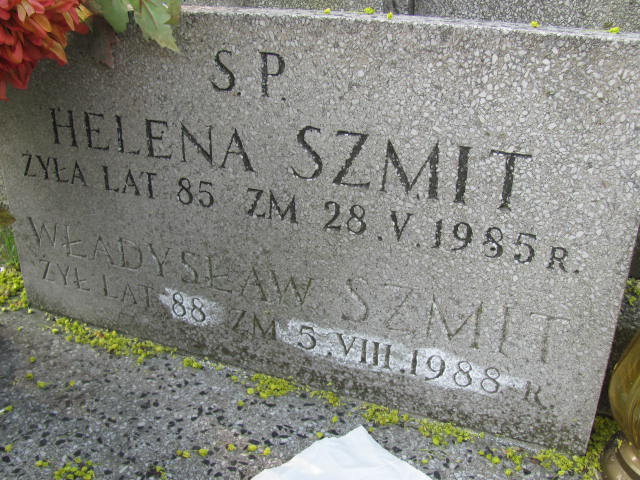 S.P.
HELENA SZMIT
ŻYŁA LAT 85 ZM 28.V.1985 R.
WŁADYSŁAW SZMIT
ŻYŁ LAT 88 ZM 5.VIII.1988 R